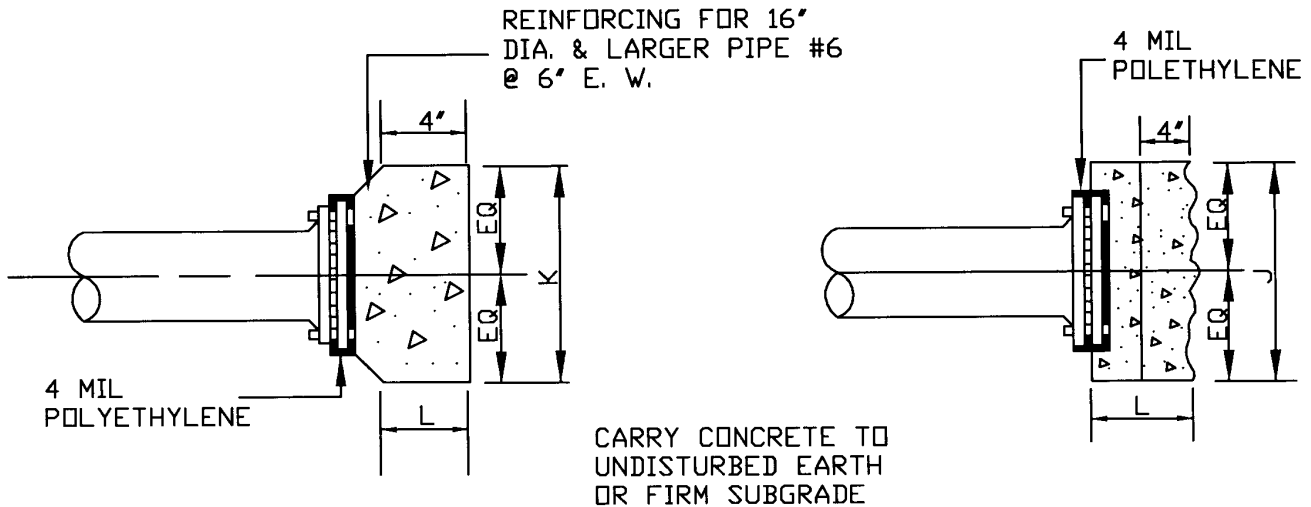 REINFORCING FOR 16"
DIA. & LARGER PIPE #6
@ 6" E. W.
4 MIL
POLETHYLENE
4"
4"
EQ
K
EQ
EQ
J
EQ
4 MIL
POLYETHYLENE
L
L
CARRY CONCRETE TO
UNDISTURBED EARTH
OR FIRM SUBGRADE